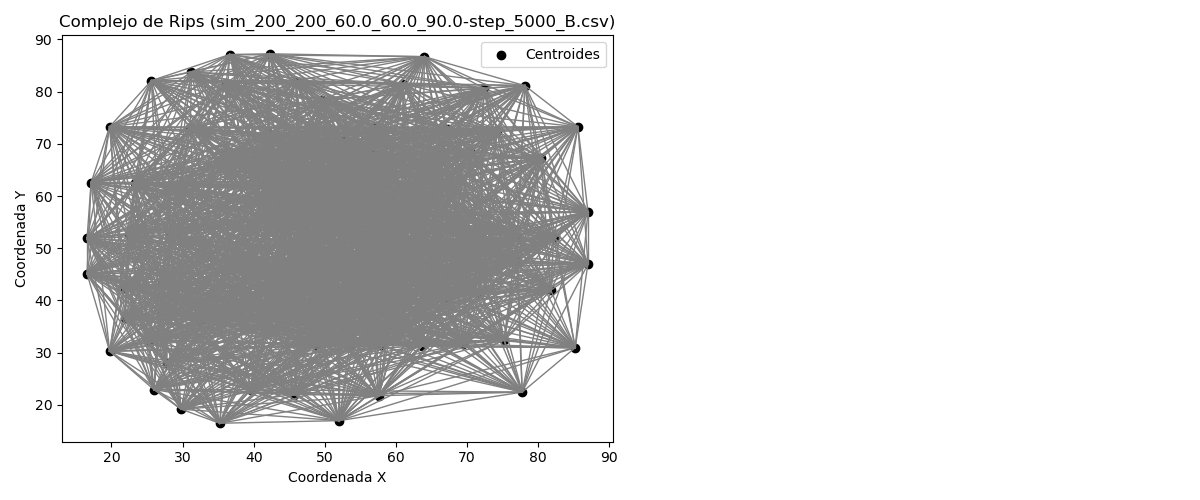 Complejo de Rips (sim_200_200_60.0_60.0_90.0-step_5000_B.csv)
Centroides
90
80
70
60
50
40
30
20
Coordenada Y
20 30 40 50 60 70 80 90
Coordenada X